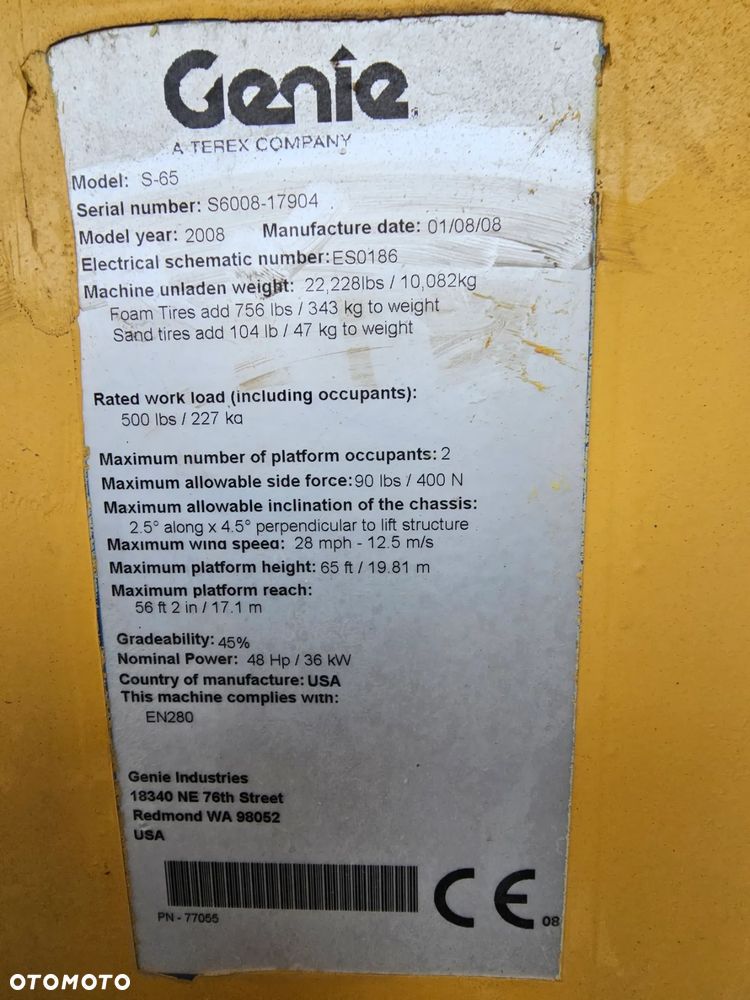 Genie
A TEREX COMPANY
Model: S-65
Serial number: S6008-17904
Model year: 2008 Manufacture date: 01/08/08
Electrical schematic number: ES0186
Machine unladen weight: 22,228lbs / 10,082kg
Foam Tires add 756 lbs / 343 kg to weight
Sand tires add 104 lb / 47 kg to weight
Rated work load (including occupants):
500 lbs / 227 kg
Maximum number of platform occupants: 2
Maximum allowable side force: 90 lbs / 400 N
Maximum allowable inclination of the chassis:
2.5° along x 4.5° perpendicular to lift structure
Maximum wind speed: 28 mph - 12.5 m/s
Maximum platform height: 65 ft / 19.81 m
Maximum platform reach:
56 ft 2 in / 17.1 m
Gradeability: 45%
Nominal Power: 48 Hp / 36 kW
Country of manufacture: USA
This machine complies with:
EN280
Genie Industries
18340 NE 76th Street
Redmond WA 98052
USA
PN - 77055
CE 08
OTOMOTO